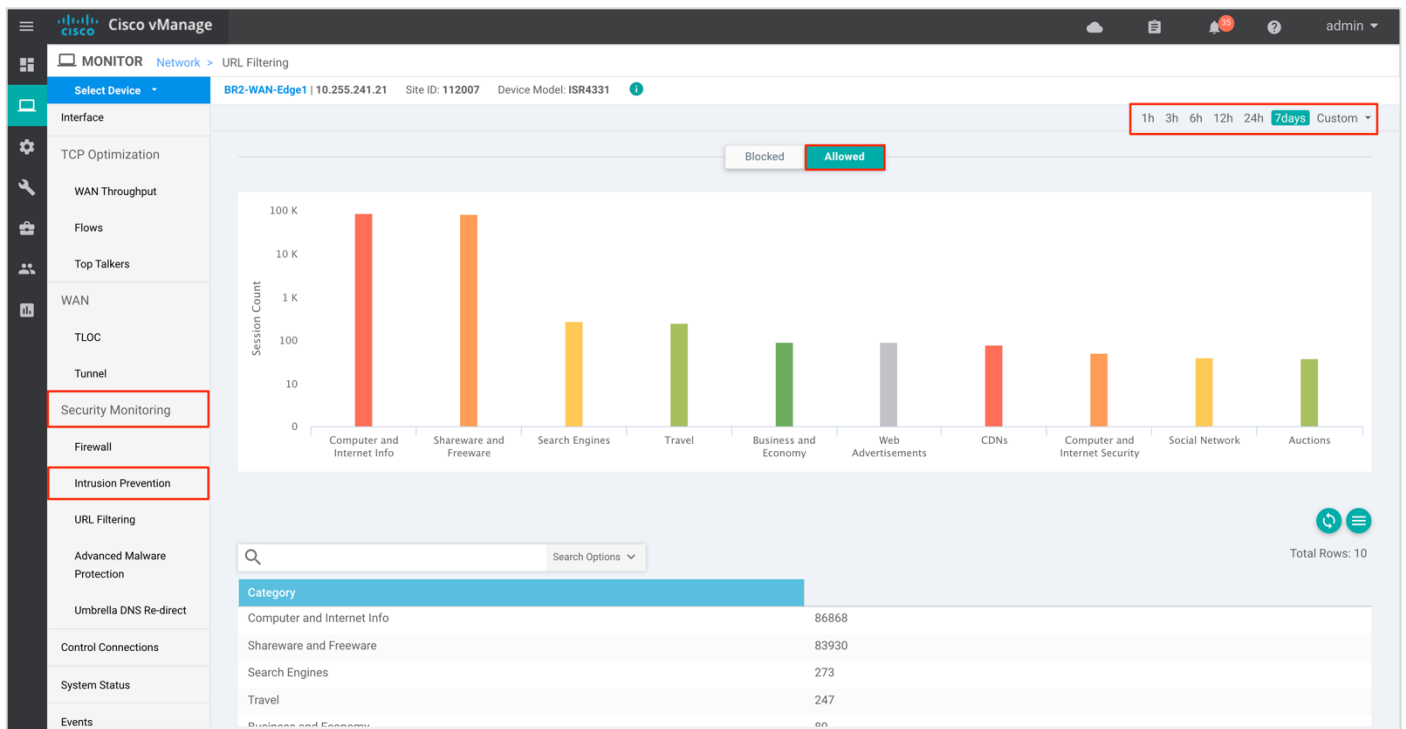 cisco Cisco vManage 35 admin
MONITOR Network > URL Filtering
Select Device BR2-WAN-Edge1 | 10.255.241.21 Site ID: 112007 Device Model: ISR4331 i
Interface
1h 3h 6h 12h 24h 7days Custom
TCP Optimization
WAN Throughput
Flows
Top Talkers
WAN
TLOC
Tunnel
Security Monitoring
Firewall
Intrusion Prevention
URL Filtering
Advanced Malware
Protection
Umbrella DNS Re-direct
Control Connections
System Status
Events
Blocked Allowed
Session Count
100 K
10 K
1 K
100
10
0
Computer and
Internet Info
Shareware and
Freeware
Search Engines
Travel
Business and
Economy
Web
Advertisements
CDNs
Computer and
Internet Security
Social Network
Auctions
Search Options
Total Rows: 10
Category
Computer and Internet Info 86868
Shareware and Freeware 83930
Search Engines 273
Travel 247
Business and Economy 89